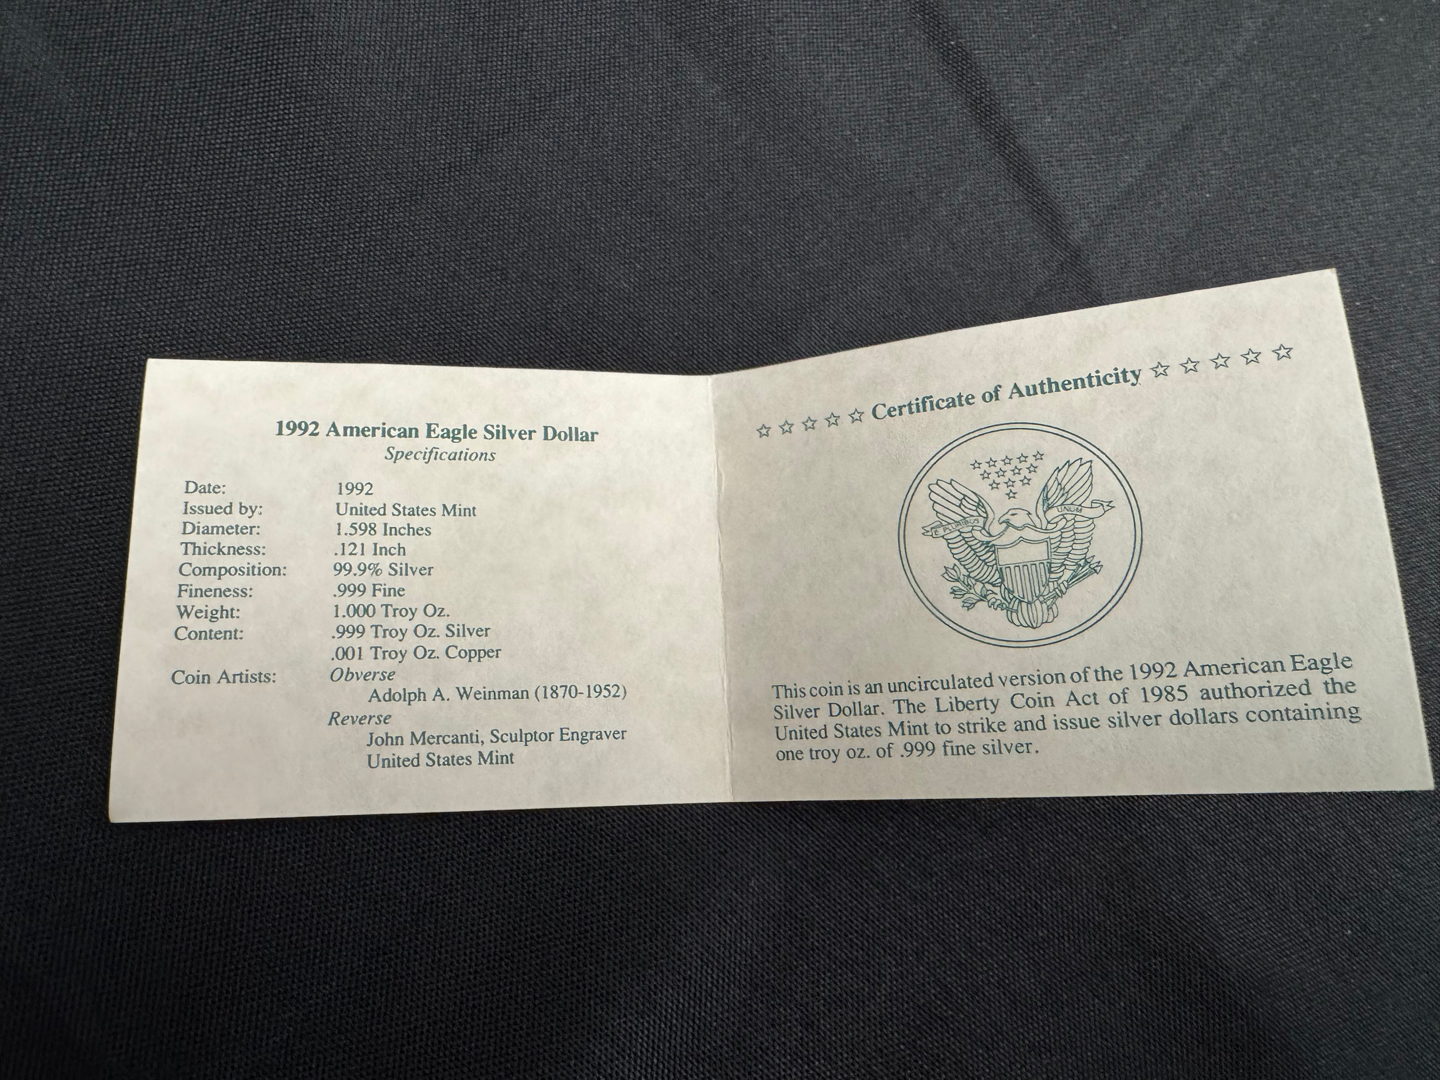 1992 American Eagle Silver Dollar
Specifications
Date: 1992
Issued by: United States Mint
Diameter: 1.598 Inches
Thickness: .121 Inch
Composition: 99.9% Silver
Fineness: .999 Fine
Weight: 1.000 Troy Oz.
Content: .999 Troy Oz. Silver
.001 Troy Oz. Copper
Coin Artists: Obverse
Adolph A. Weinman (1870-1952)
Reverse
John Mercanti, Sculptor Engraver
United States Mint
☆ ☆ ☆ ☆ ☆ Certificate of Authenticity ☆ ☆ ☆ ☆ ☆
E PLURIBUS UNUM
This coin is an uncirculated version of the 1992 American Eagle
Silver Dollar. The Liberty Coin Act of 1985 authorized the
United States Mint to strike and issue silver dollars containing
one troy oz. of .999 fine silver.